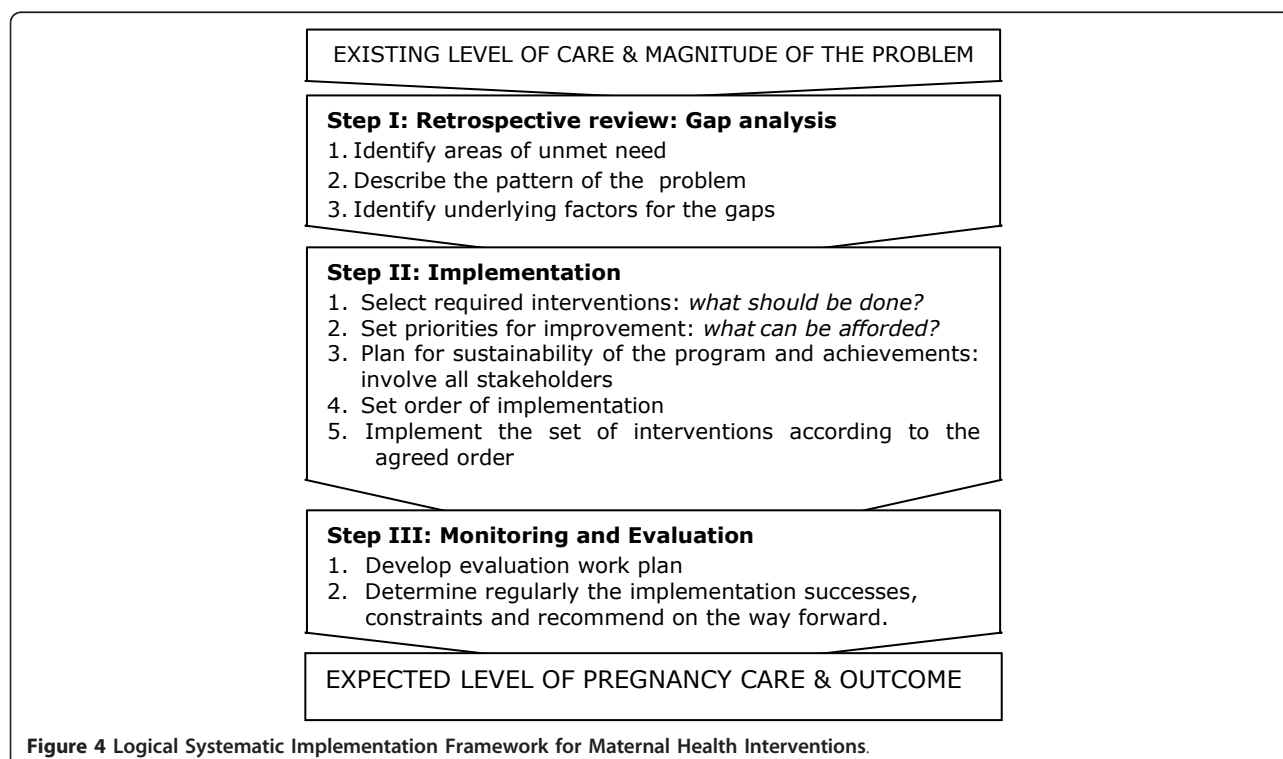 EXISTING LEVEL OF CARE & MAGNITUDE OF THE PROBLEM
Step I: Retrospective review: Gap analysis
1. Identify areas of unmet need
2. Describe the pattern of the problem
3. Identify underlying factors for the gaps
Step II: Implementation
1. Select required interventions: what should be done?
2. Set priorities for improvement: what can be afforded?
3. Plan for sustainability of the program and achievements:
involve all stakeholders
4. Set order of implementation
5. Implement the set of interventions according to the
agreed order
Step III: Monitoring and Evaluation
1. Develop evaluation work plan
2. Determine regularly the implementation successes,
constraints and recommend on the way forward.
EXPECTED LEVEL OF PREGNANCY CARE & OUTCOME
Figure 4 Logical Systematic Implementation Framework for Maternal Health Interventions.